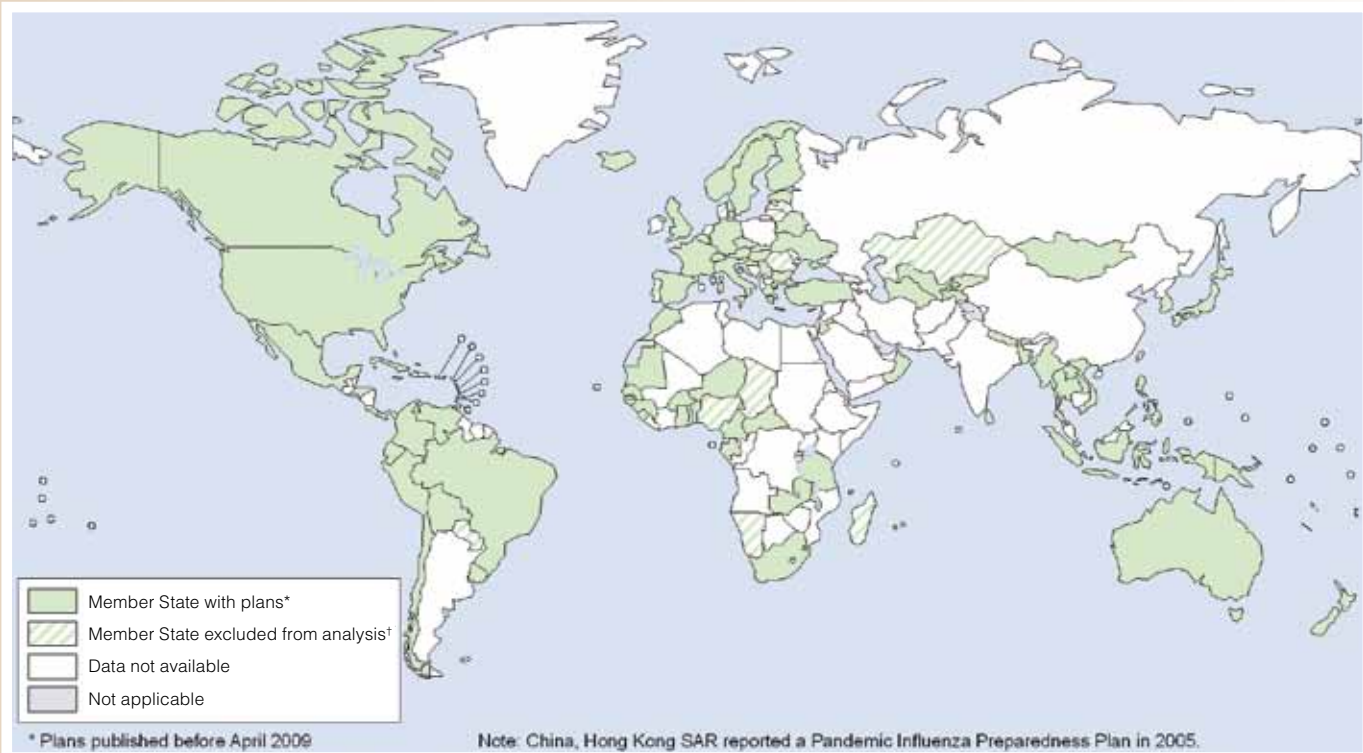 Member State with plans*
Member State excluded from analysis†
Data not available
Not applicable
* Plans published before April 2009
Note: China, Hong Kong SAR reported a Pandemic Influenza Preparedness Plan in 2005.